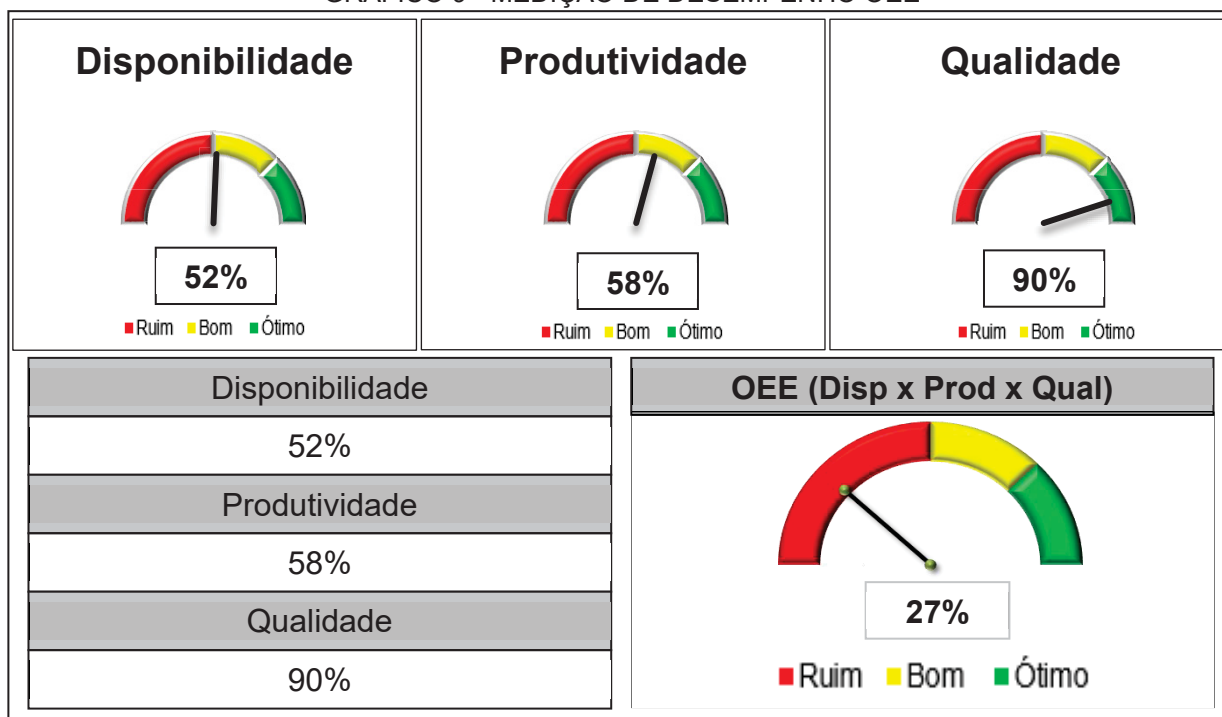 Disponibilidade
52%
Ruim Bom Ótimo
Produtividade
58%
Ruim Bom Ótimo
Qualidade
90%
Ruim Bom Ótimo
Disponibilidade
52%
Produtividade
58%
Qualidade
90%
OEE (Disp x Prod x Qual)
27%
Ruim Bom Ótimo